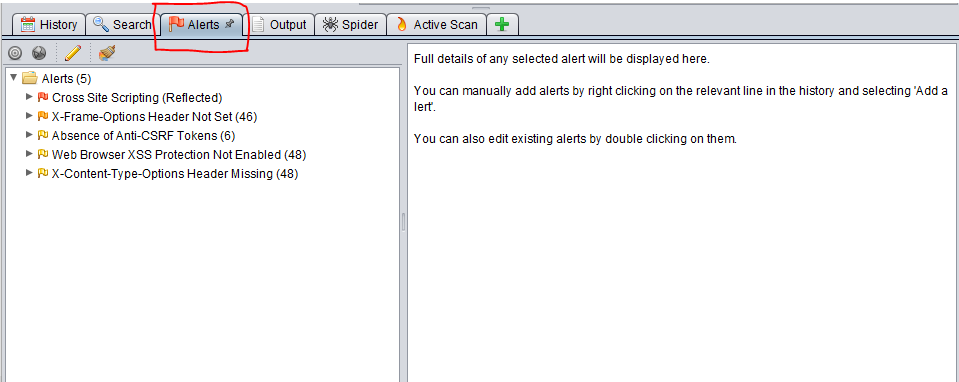 History Search Alerts Output Spider Active Scan
Alerts (5)
Cross Site Scripting (Reflected)
X-Frame-Options Header Not Set (46)
Absence of Anti-CSRF Tokens (6)
Web Browser XSS Protection Not Enabled (48)
X-Content-Type-Options Header Missing (48)
Full details of any selected alert will be displayed here.
You can manually add alerts by right clicking on the relevant line in the history and selecting 'Add a
lert'.
You can also edit existing alerts by double clicking on them.